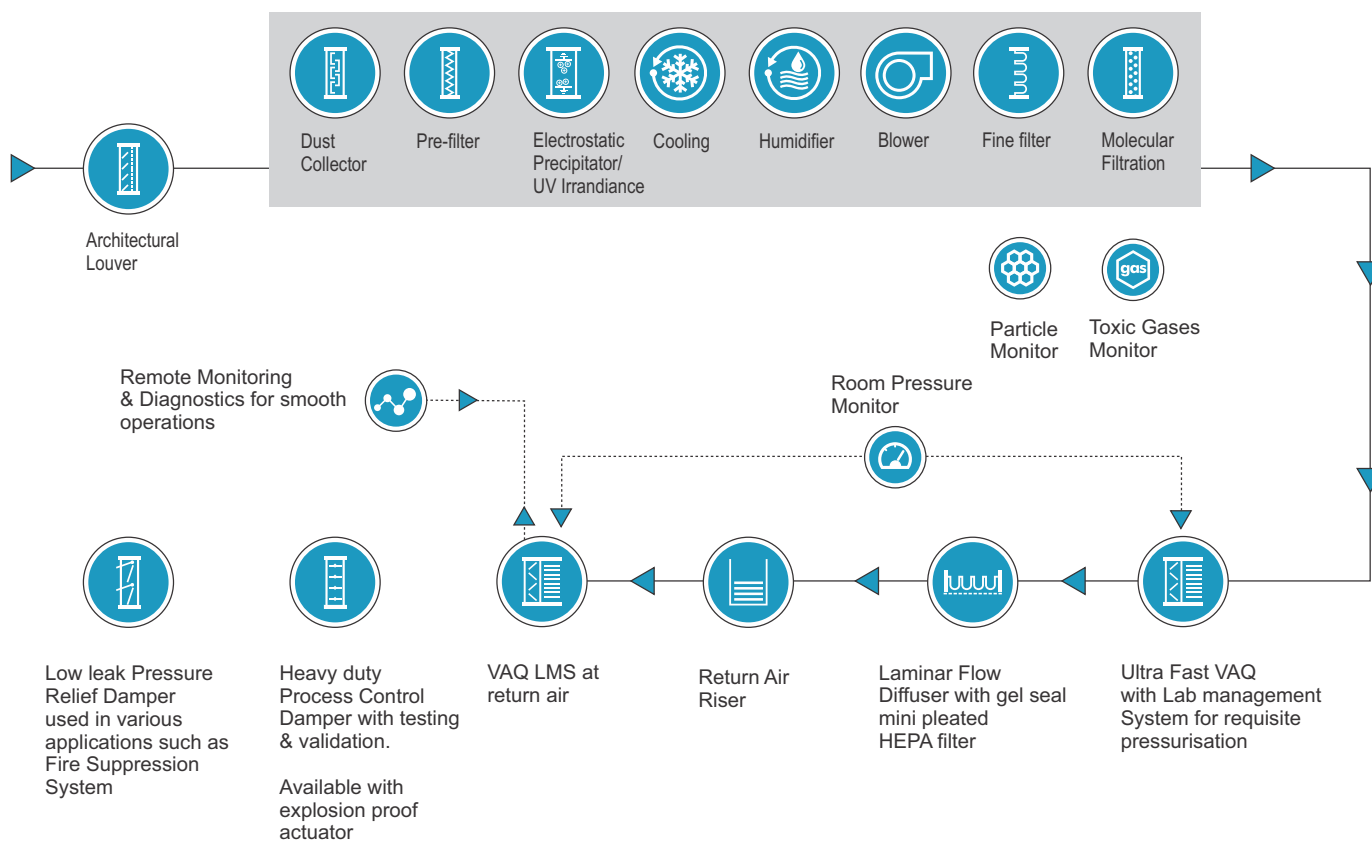 Dust
Collector
Pre-filter
Electrostatic
Precipitator/
UV Irrandiance
Cooling
Humidifier
Blower
Fine filter
Molecular
Filtration
Architectural
Louver
gas
Particle
Monitor
Toxic Gases
Monitor
Remote Monitoring
& Diagnostics for smooth
operations
Room Pressure
Monitor
Low leak Pressure
Relief Damper
used in various
applications such as
Fire Suppression
System
Heavy duty
Process Control
Damper with testing
& validation.
Available with
explosion proof
actuator
VAQ LMS at
return air
Return Air
Riser
Laminar Flow
Diffuser with gel seal
mini pleated
HEPA filter
Ultra Fast VAQ
with Lab management
System for requisite
pressurisation